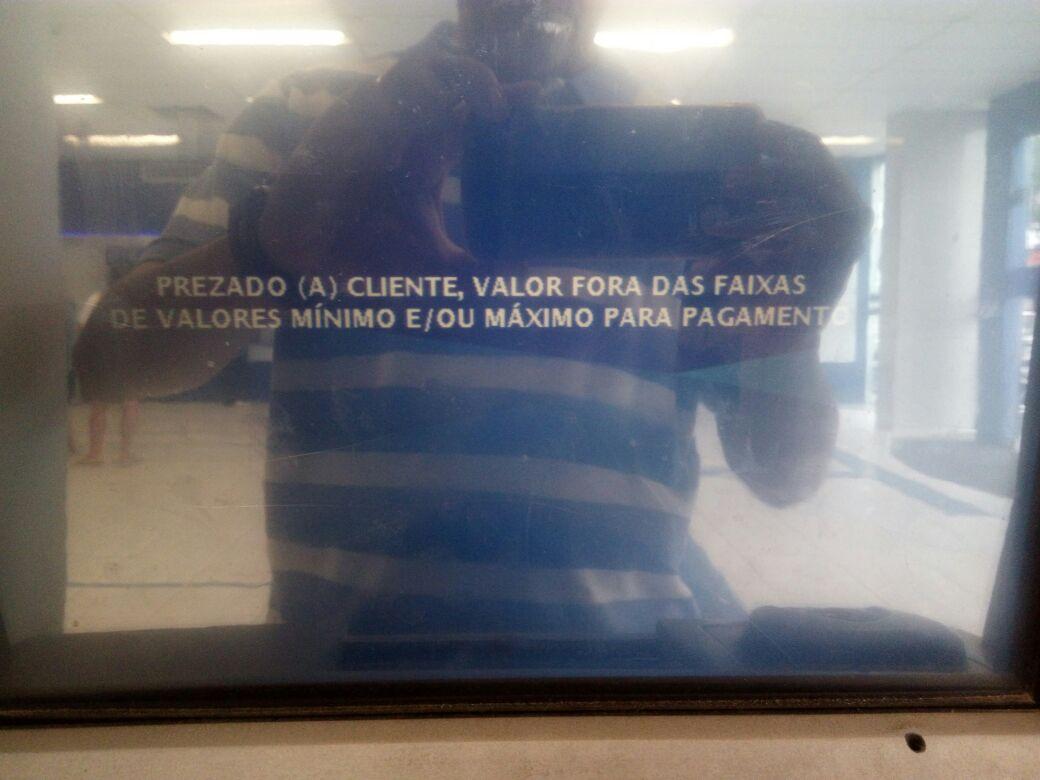 PREZADO (A) CLIENTE, VALOR FORA DAS FAIXAS
DE VALORES MÍNIMO E/OU MÁXIMO PARA PAGAMENTO